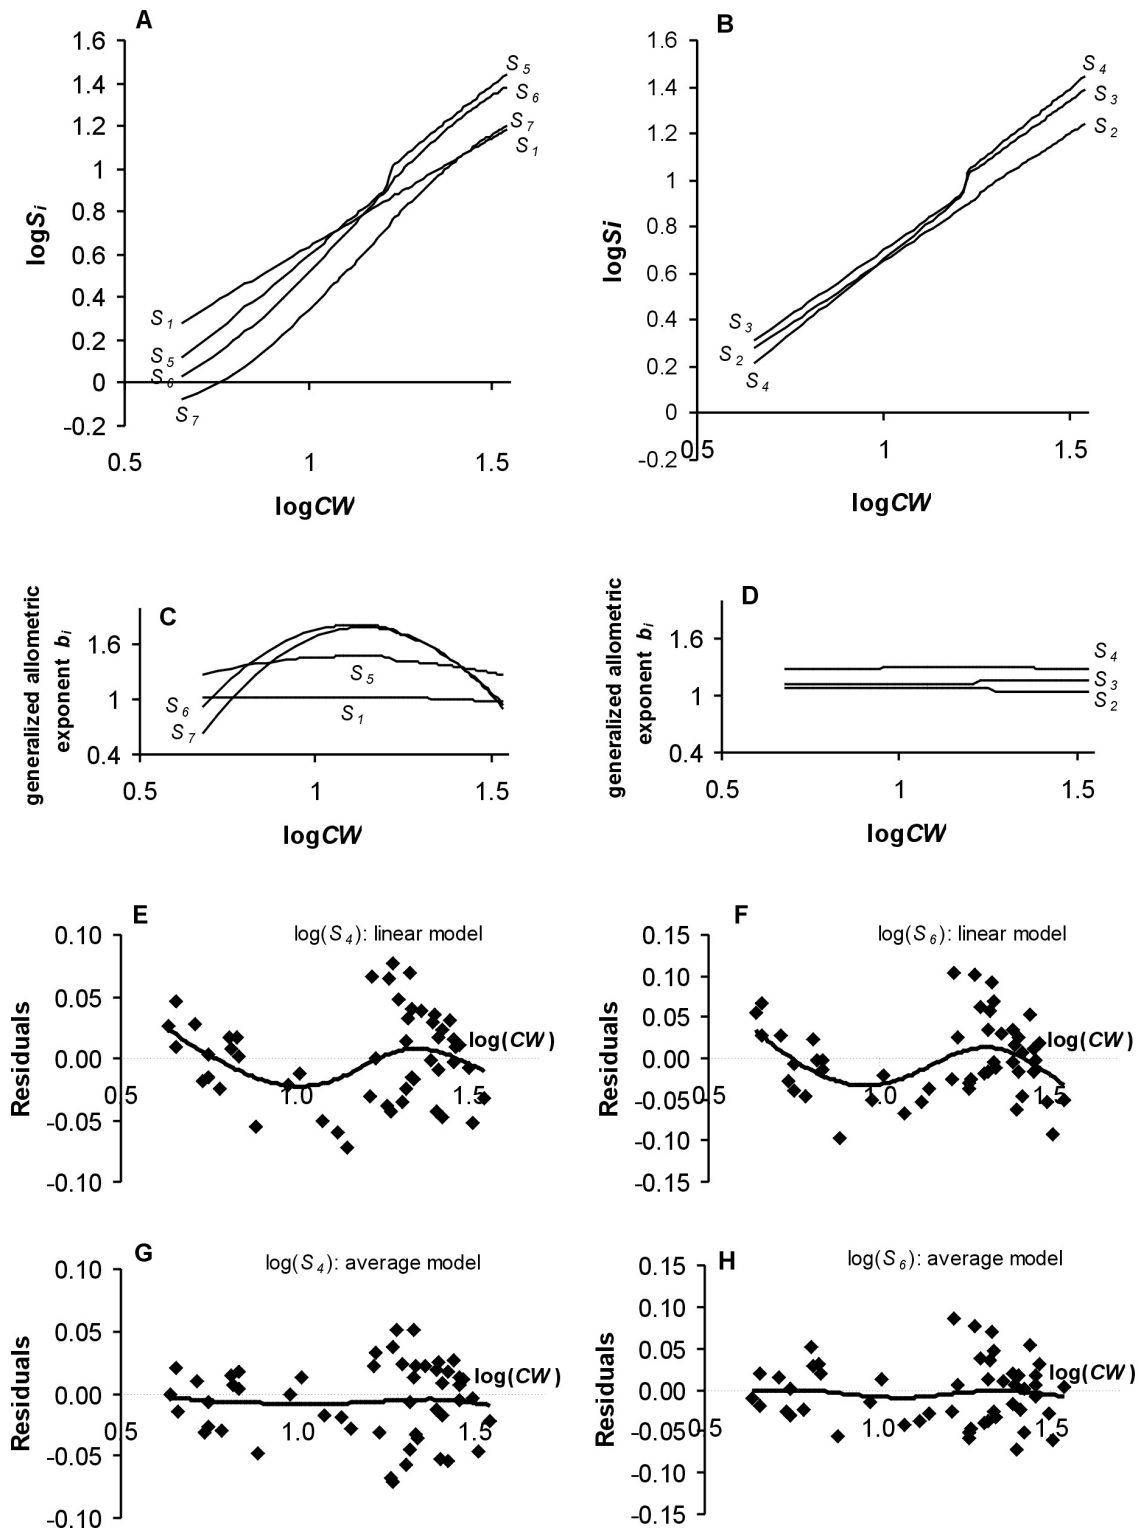 A
1.6
1.4
1.2
1
0.8
0.6
0.4
0.2
0
-0.2
logSi
S5
S6
S7
S1
S1
S5
S6
S7
0.5 1 1.5
logCW
B
1.6
1.4
1.2
1
0.8
0.6
0.4
0.2
0
-0.2
logSi
S4
S3
S2
S3
S2
S4
0.5 1 1.5
logCW
C
generalized allometric
exponent bi
1.6
1
0.4
S5
S1
S6
S7
0.5 1 1.5
logCW
D
generalized allometric
exponent bi
1.6
1
0.4
S4
S3
S2
0.5 1 1.5
logCW
E
log(S4): linear model
Residuals
0.10
0.05
0.00
-0.05
-0.10
log(CW)
0.5 1.0 1.5
F
log(S6): linear model
Residuals
0.15
0.10
0.05
0.00
-0.05
-0.10
-0.15
log(CW)
0.5 1.0 1.5
G
log(S4): average model
Residuals
0.10
0.05
0.00
-0.05
-0.10
log(CW)
0.5 1.0 1.5
H
log(S6): average model
Residuals
0.15
0.10
0.05
0.00
-0.05
-0.10
-0.15
log(CW)
0.5 1.0 1.5